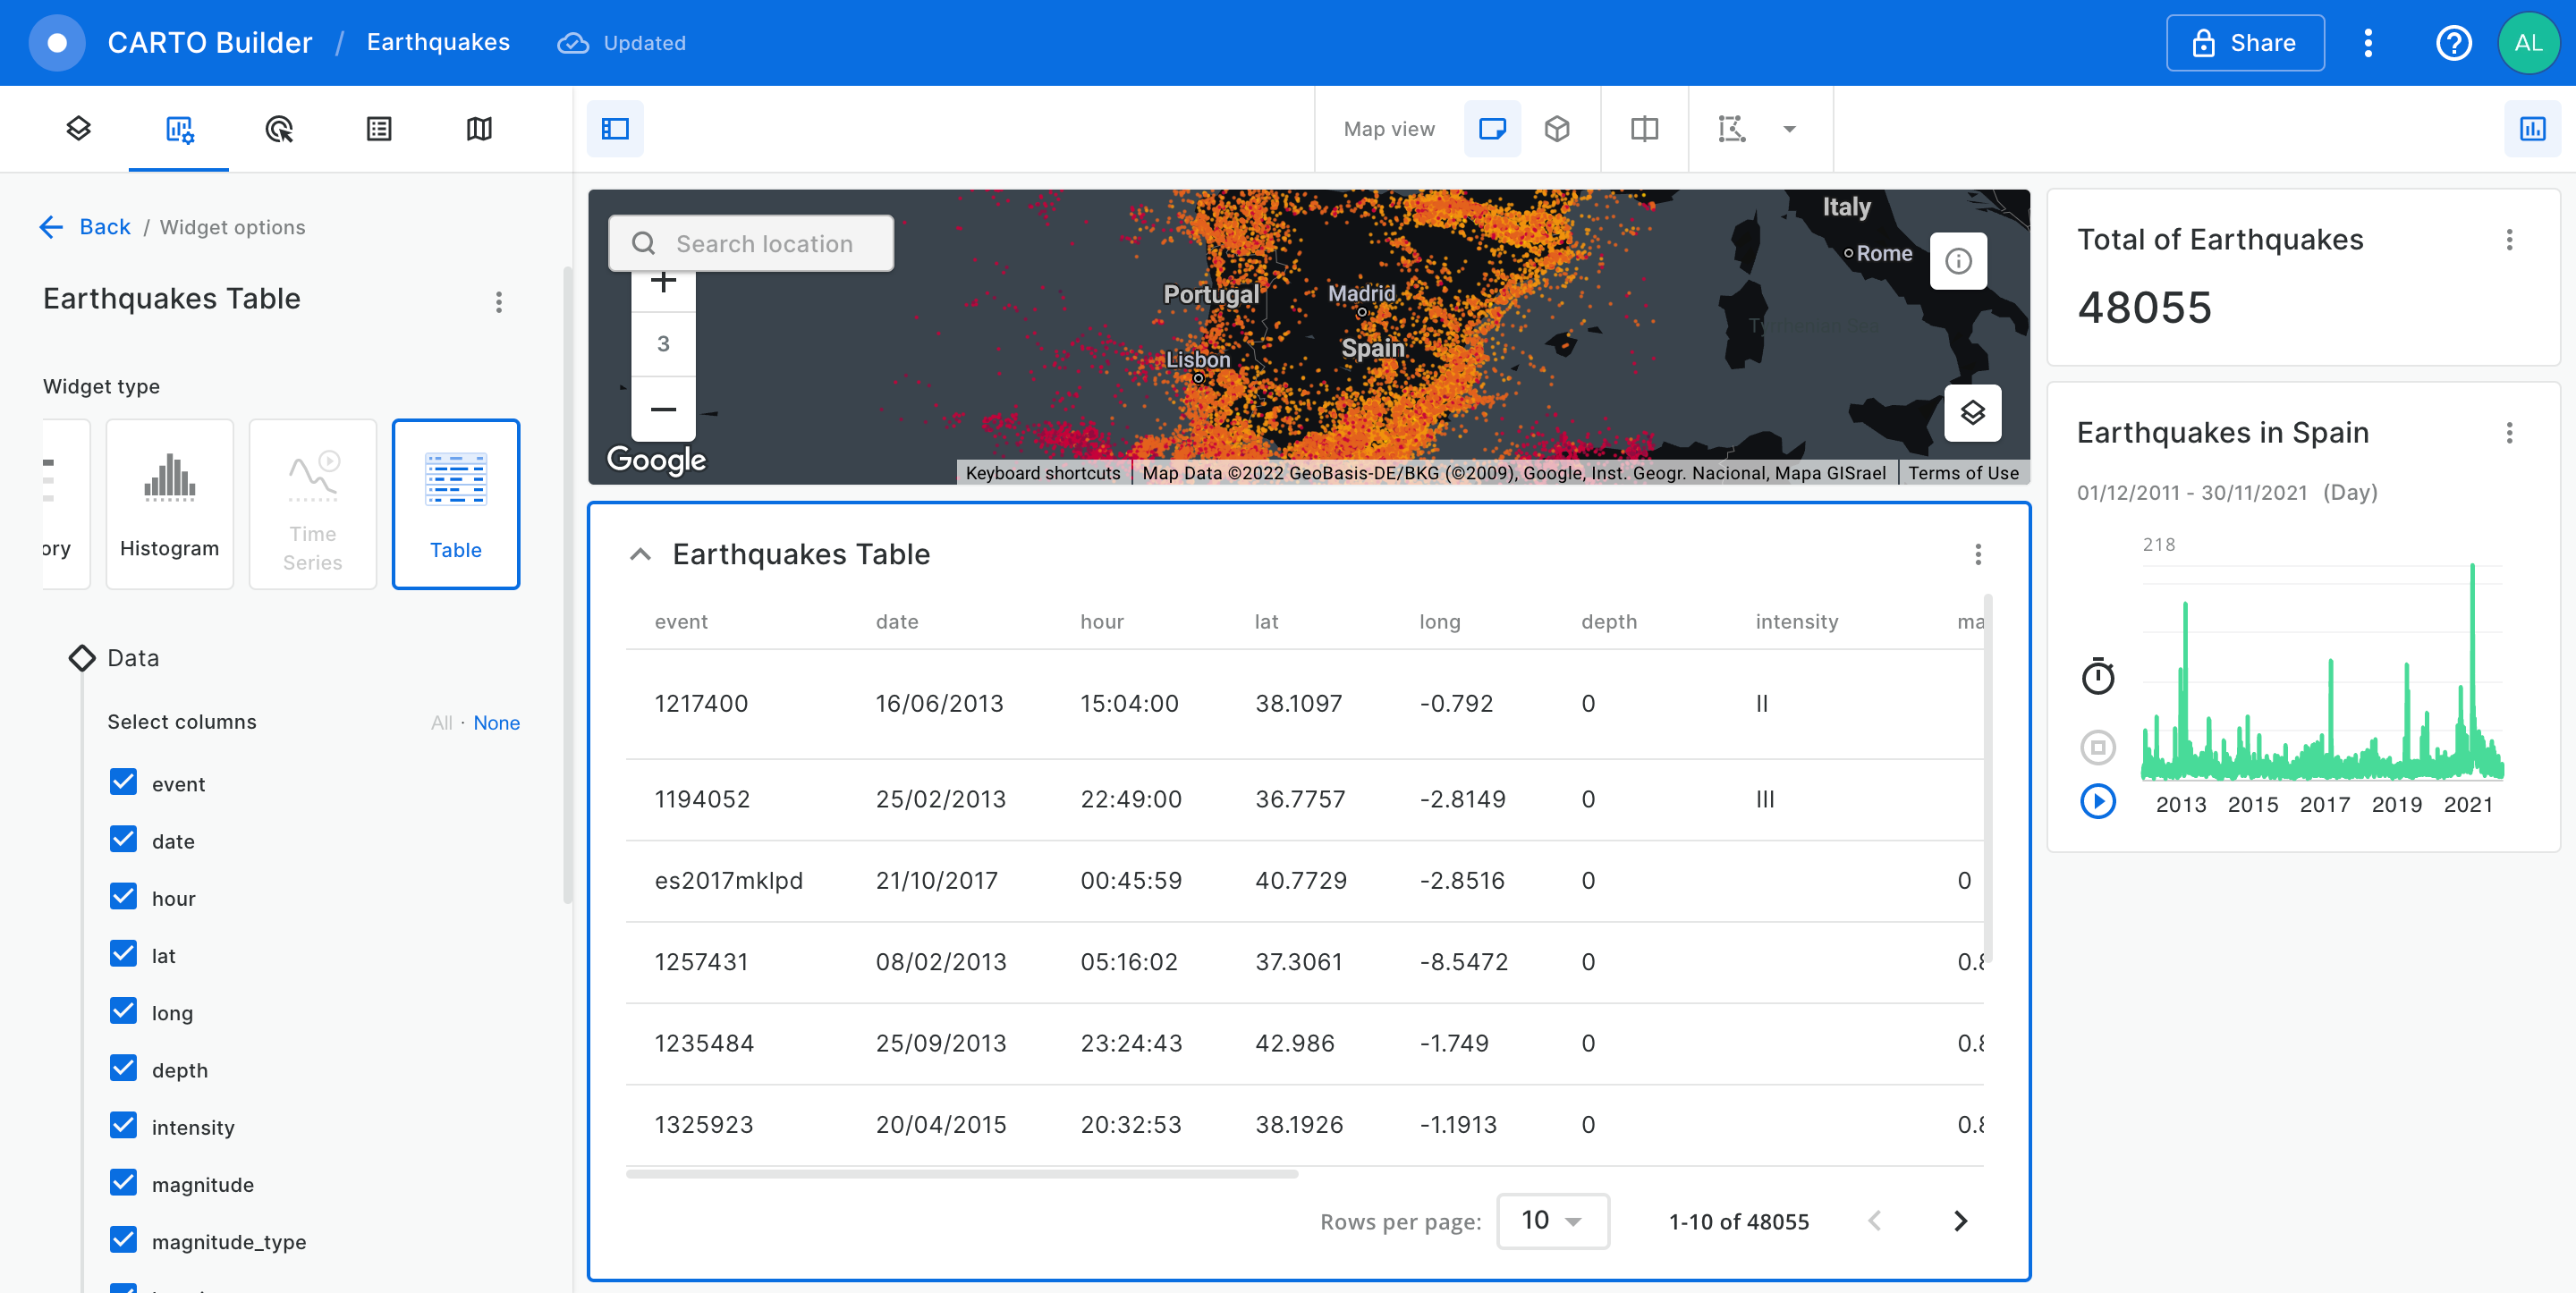 CARTO Builder / Earthquakes Updated Share AL
Map view
Back / Widget options
Earthquakes Table
Widget type
ory
Histogram
Time
Series
Table
Data
Select columns All · None
event
date
hour
lat
long
depth
intensity
magnitude
magnitude_type
Search location
3
Portugal
Lisbon
Madrid
Spain
Italy
Rome
Tyrrhenian Sea
Google
Keyboard shortcuts Map Data ©2022 GeoBasis-DE/BKG (©2009), Google, Inst. Geogr. Nacional, Mapa GISrael Terms of Use
Earthquakes Table
event date hour lat long depth intensity ma
1217400 16/06/2013 15:04:00 38.1097 -0.792 0 II
1194052 25/02/2013 22:49:00 36.7757 -2.8149 0 III
es2017mklpd 21/10/2017 00:45:59 40.7729 -2.8516 0 0
1257431 08/02/2013 05:16:02 37.3061 -8.5472 0 0.8
1235484 25/09/2013 23:24:43 42.986 -1.749 0 0.8
1325923 20/04/2015 20:32:53 38.1926 -1.1913 0 0.8
Rows per page: 10 1-10 of 48055
Total of Earthquakes
48055
Earthquakes in Spain
01/12/2011 - 30/11/2021 (Day)
218
2013 2015 2017 2019 2021